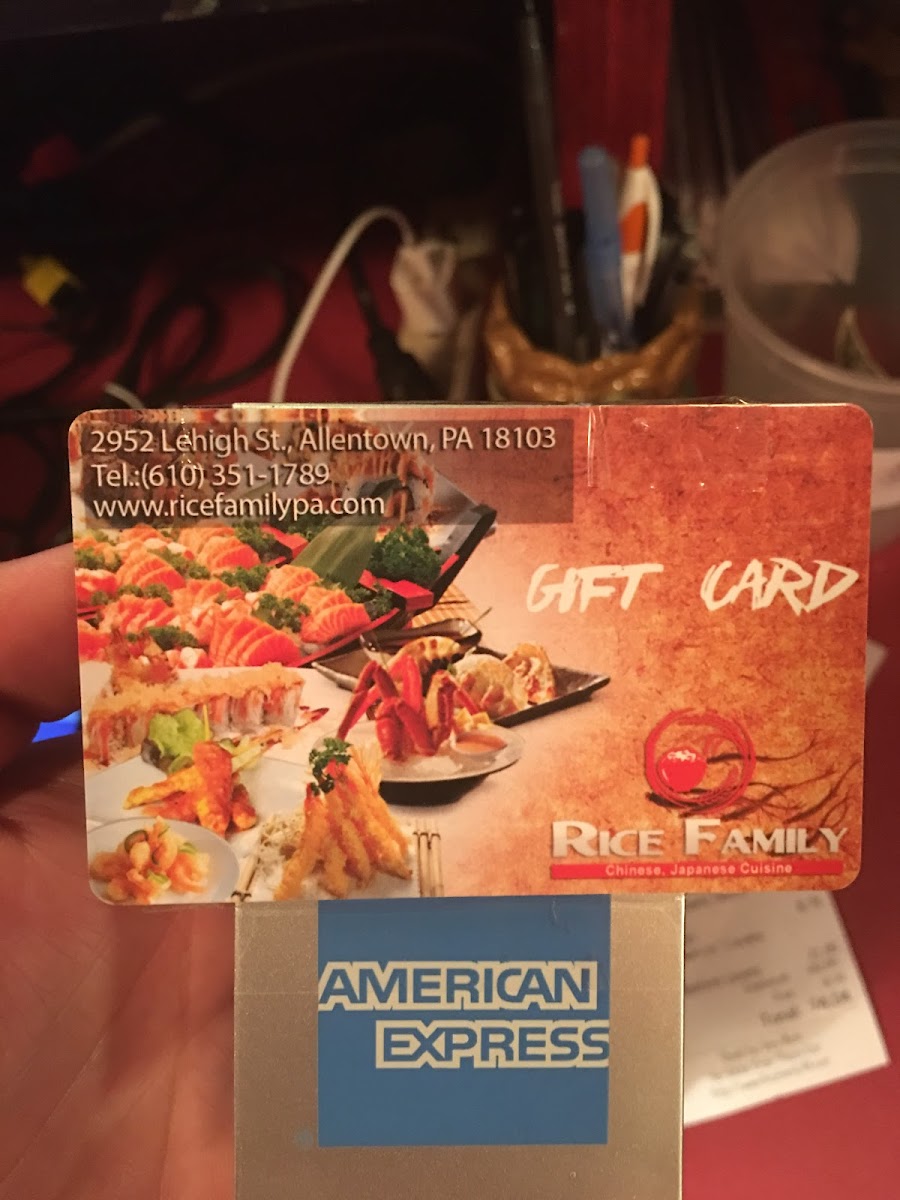 2952 Lehigh St., Allentown, PA 18103
Tel.:(610) 351-1789
www.ricefamilypa.com
GIFT CARD
RICE FAMILY
Chinese, Japanese Cuisine
AMERICAN
EXPRESS
Total